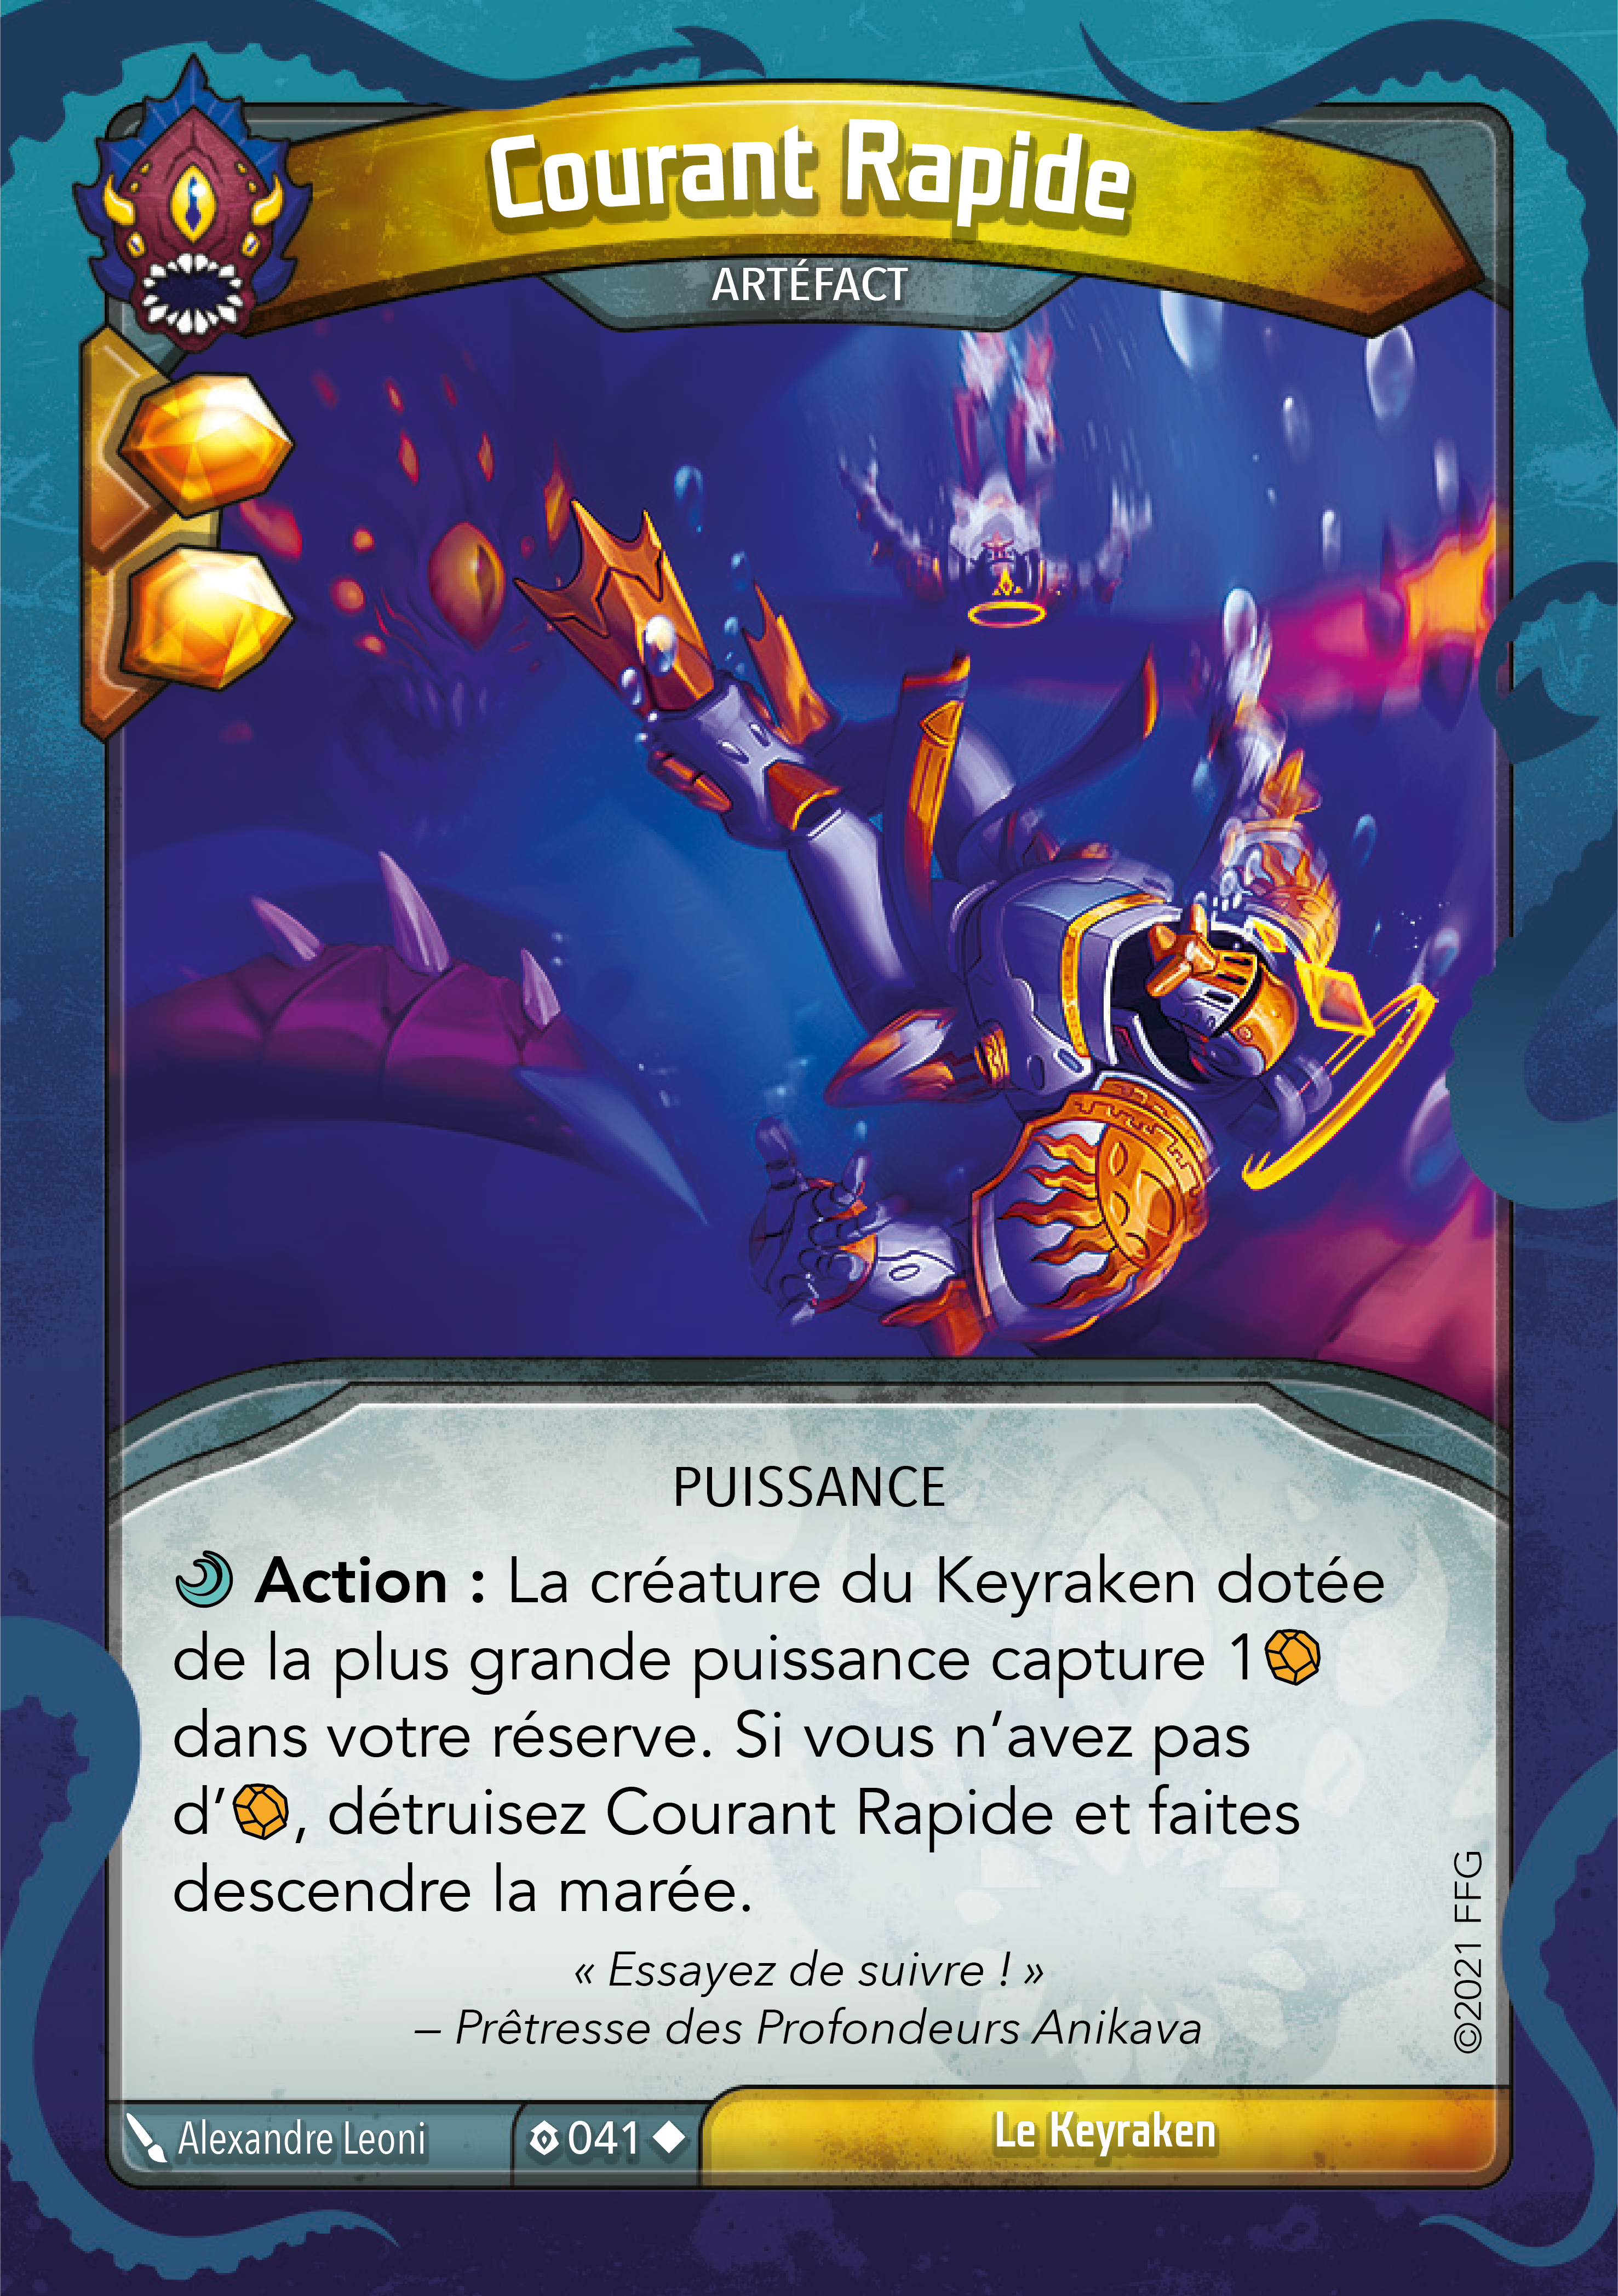 Courant Rapide
ARTÉFACT
PUISSANCE
Action : La créature du Keyraken dotée
de la plus grande puissance capture 1
dans votre réserve. Si vous n’avez pas
d’, détruisez Courant Rapide et faites
descendre la marée.
« Essayez de suivre ! »
– Prêtresse des Profondeurs Anikava
©2021 FFG
Alexandre Leoni
041
Le Keyraken